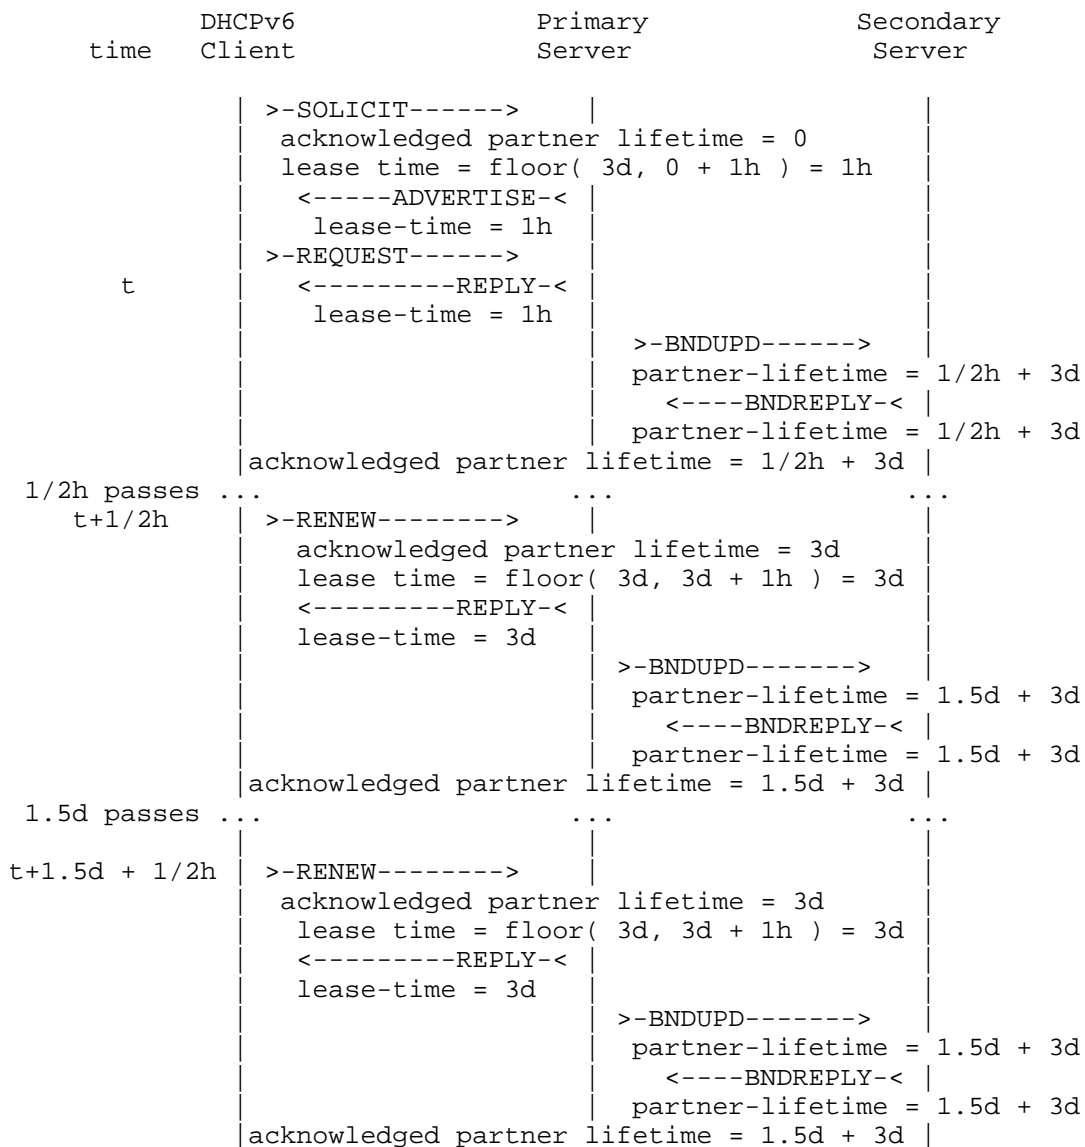 DHCPv6 Primary Secondary
time Client Server Server
| >-SOLICIT------> | |
| acknowledged partner lifetime = 0 |
| lease time = floor( 3d, 0 + 1h ) = 1h |
| <-----ADVERTISE-< | |
| lease-time = 1h | |
| >-REQUEST------> | |
t | <---------REPLY-< | |
| lease-time = 1h | |
| | >-BNDUPD------> |
| | partner-lifetime = 1/2h + 3d
| | <----BNDREPLY-< |
| | partner-lifetime = 1/2h + 3d
|acknowledged partner lifetime = 1/2h + 3d |
1/2h passes ... ... ...
t+1/2h | >-RENEW--------> | |
| acknowledged partner lifetime = 3d |
| lease time = floor( 3d, 3d + 1h ) = 3d |
| <---------REPLY-< | |
| lease-time = 3d | |
| | >-BNDUPD-------> |
| | partner-lifetime = 1.5d + 3d
| | <----BNDREPLY-< |
| | partner-lifetime = 1.5d + 3d
|acknowledged partner lifetime = 1.5d + 3d |
1.5d passes ... ... ...
| | |
t+1.5d + 1/2h | >-RENEW--------> | |
| acknowledged partner lifetime = 3d |
| lease time = floor( 3d, 3d + 1h ) = 3d |
| <---------REPLY-< | |
| lease-time = 3d | |
| | >-BNDUPD-------> |
| | partner-lifetime = 1.5d + 3d
| | <----BNDREPLY-< |
| | partner-lifetime = 1.5d + 3d
|acknowledged partner lifetime = 1.5d + 3d |